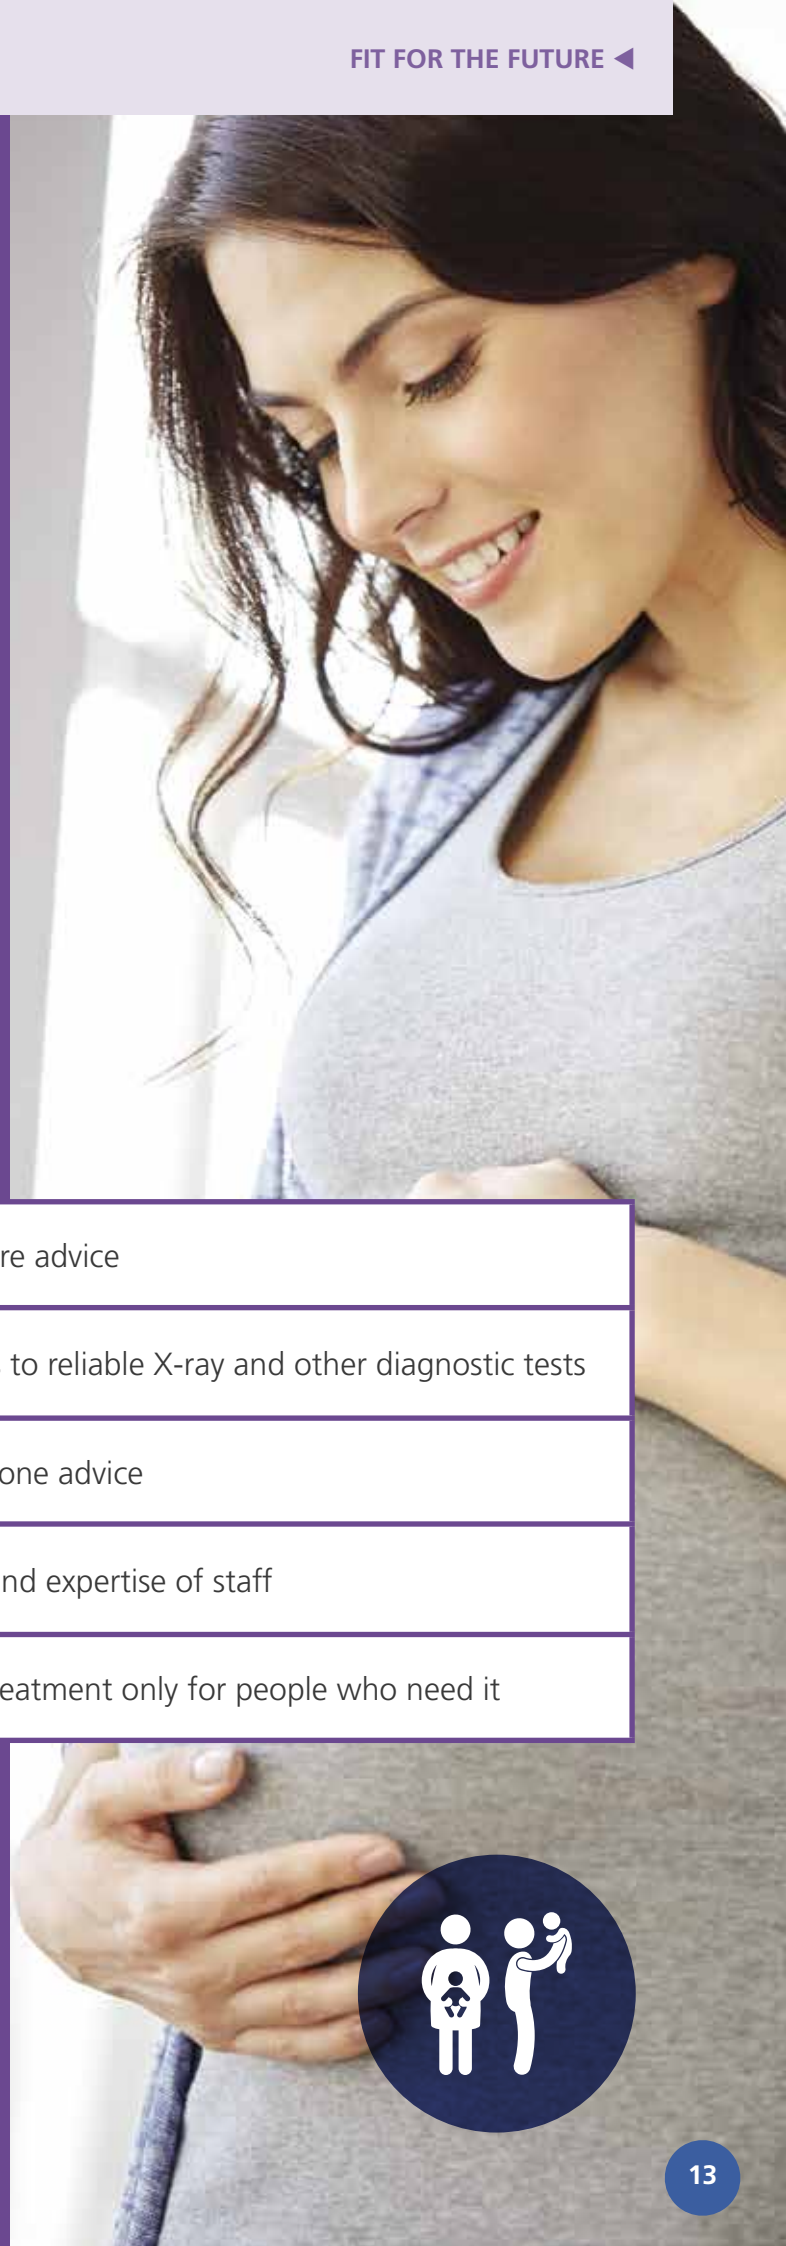 FIT FOR THE FUTURE
re advice
to reliable X-ray and other diagnostic tests
one advice
nd expertise of staff
eatment only for people who need it
13